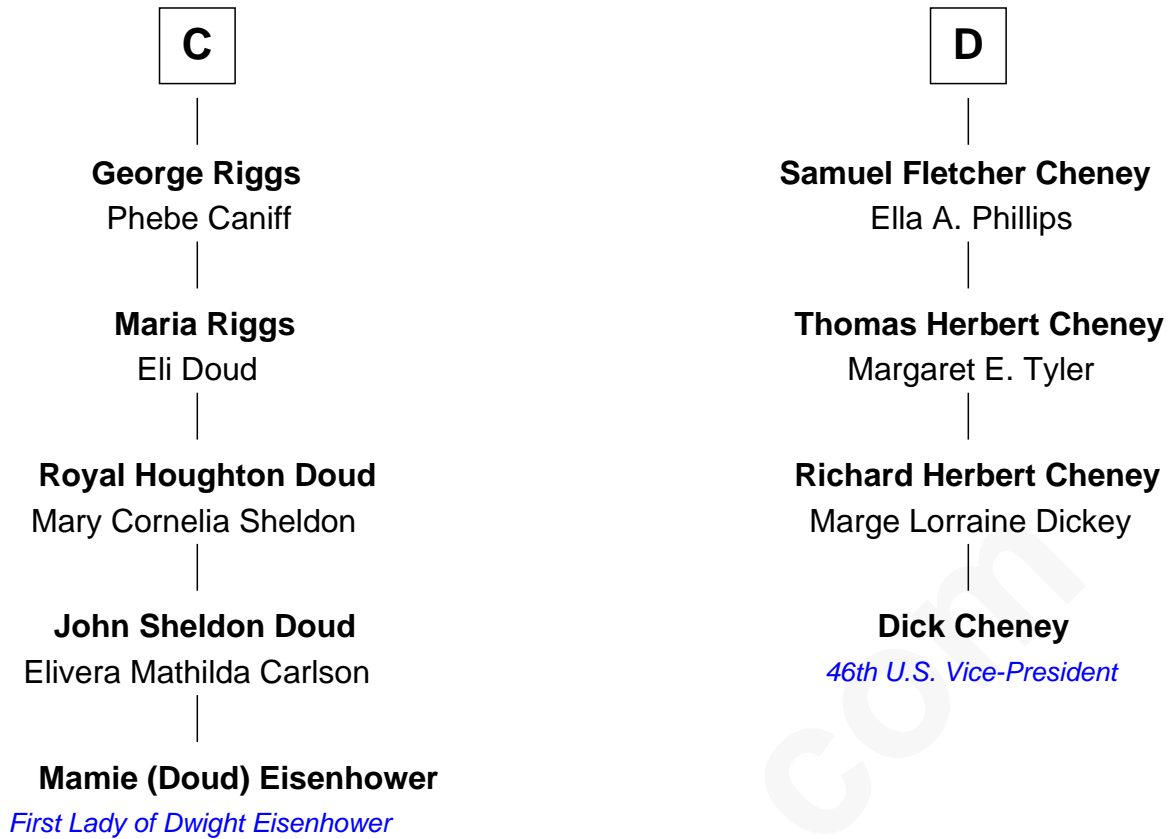 C
George Riggs
Phebe Caniff
Maria Riggs
Eli Doud
Royal Houghton Doud
Mary Cornelia Sheldon
John Sheldon Doud
Elivera Mathilda Carlson
Mamie (Doud) Eisenhower
First Lady of Dwight Eisenhower
D
Samuel Fletcher Cheney
Ella A. Phillips
Thomas Herbert Cheney
Margaret E. Tyler
Richard Herbert Cheney
Marge Lorraine Dickey
Dick Cheney
46th U.S. Vice-President
com